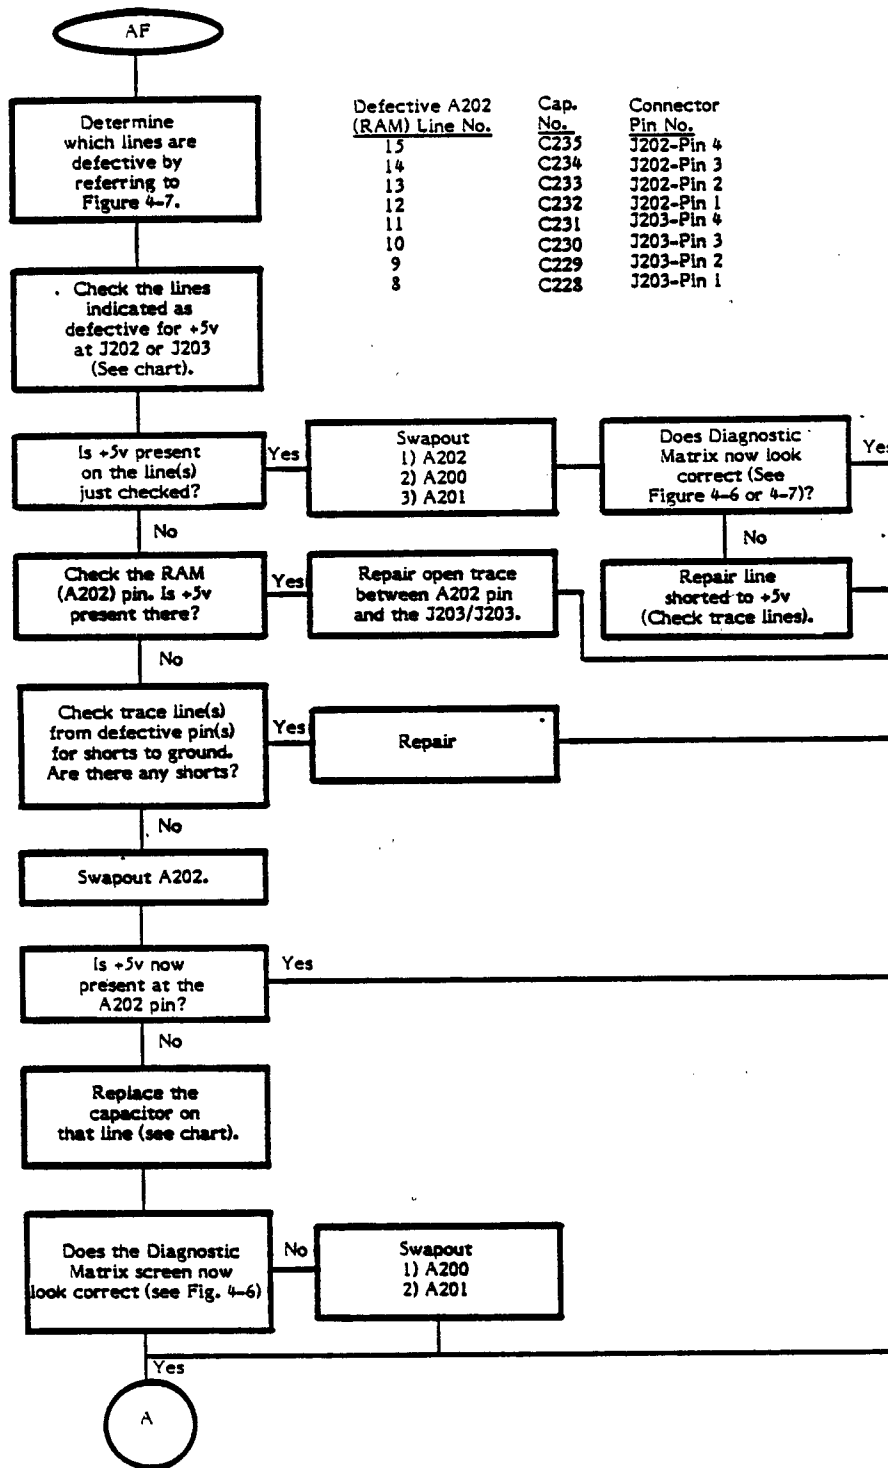 AF
Determine
which lines are
defective by
referring to
Figure 4-7.
Defective A202 Cap. Connector
(RAM) Line No. No. Pin No.
15 C235 J202-Pin 4
14 C234 J202-Pin 3
13 C233 J202-Pin 2
12 C232 J202-Pin 1
11 C231 J203-Pin 4
10 C230 J203-Pin 3
9 C229 J203-Pin 2
8 C228 J203-Pin 1
Check the lines
indicated as
defective for +5v
at J202 or J203
(See chart).
Is +5v present
on the line(s)
just checked?
Yes
Swapout
1) A202
2) A200
3) A201
Does Diagnostic
Matrix now look
correct (See
Figure 4-6 or 4-7)?
Yes
No
No
Check the RAM
(A202) pin. Is +5v
present there?
Yes
Repair open trace
between A202 pin
and the J203/J203.
Repair line
shorted to +5v
(Check trace lines).
No
Check trace line(s)
from defective pin(s)
for shorts to ground.
Are there any shorts?
Yes
Repair
No
Swapout A202.
Is +5v now
present at the
A202 pin?
Yes
No
Replace the
capacitor on
that line (see chart).
Does the Diagnostic
Matrix screen now
look correct (see Fig. 4-6)
No
Swapout
1) A200
2) A201
Yes
A